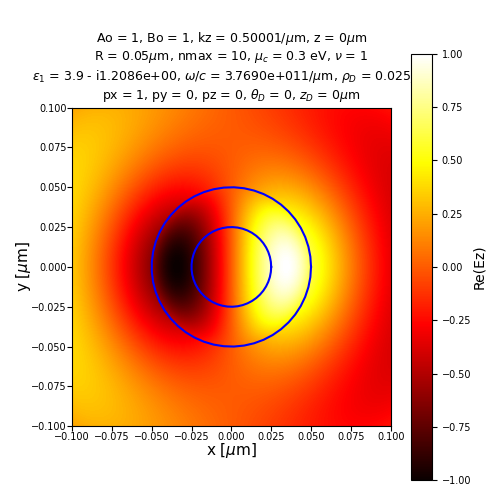 Ao = 1, Bo = 1, kz = 0.50001/μm, z = 0μm
R = 0.05μm, nmax = 10, μc = 0.3 eV, ν = 1
ε1 = 3.9 - i1.2086e+00, ω/c = 3.7690e+011/μm, ρD = 0.025
px = 1, py = 0, pz = 0, θD = 0, zD = 0μm
1.00
0.75
0.50
0.25
0.00
−0.25
−0.50
−0.75
−1.00
Re(Ez)
0.100
0.075
0.050
0.025
0.000
−0.025
−0.050
−0.075
−0.100
y [μm]
−0.100 −0.075 −0.050 −0.025 0.000 0.025 0.050 0.075 0.100
x [μm]